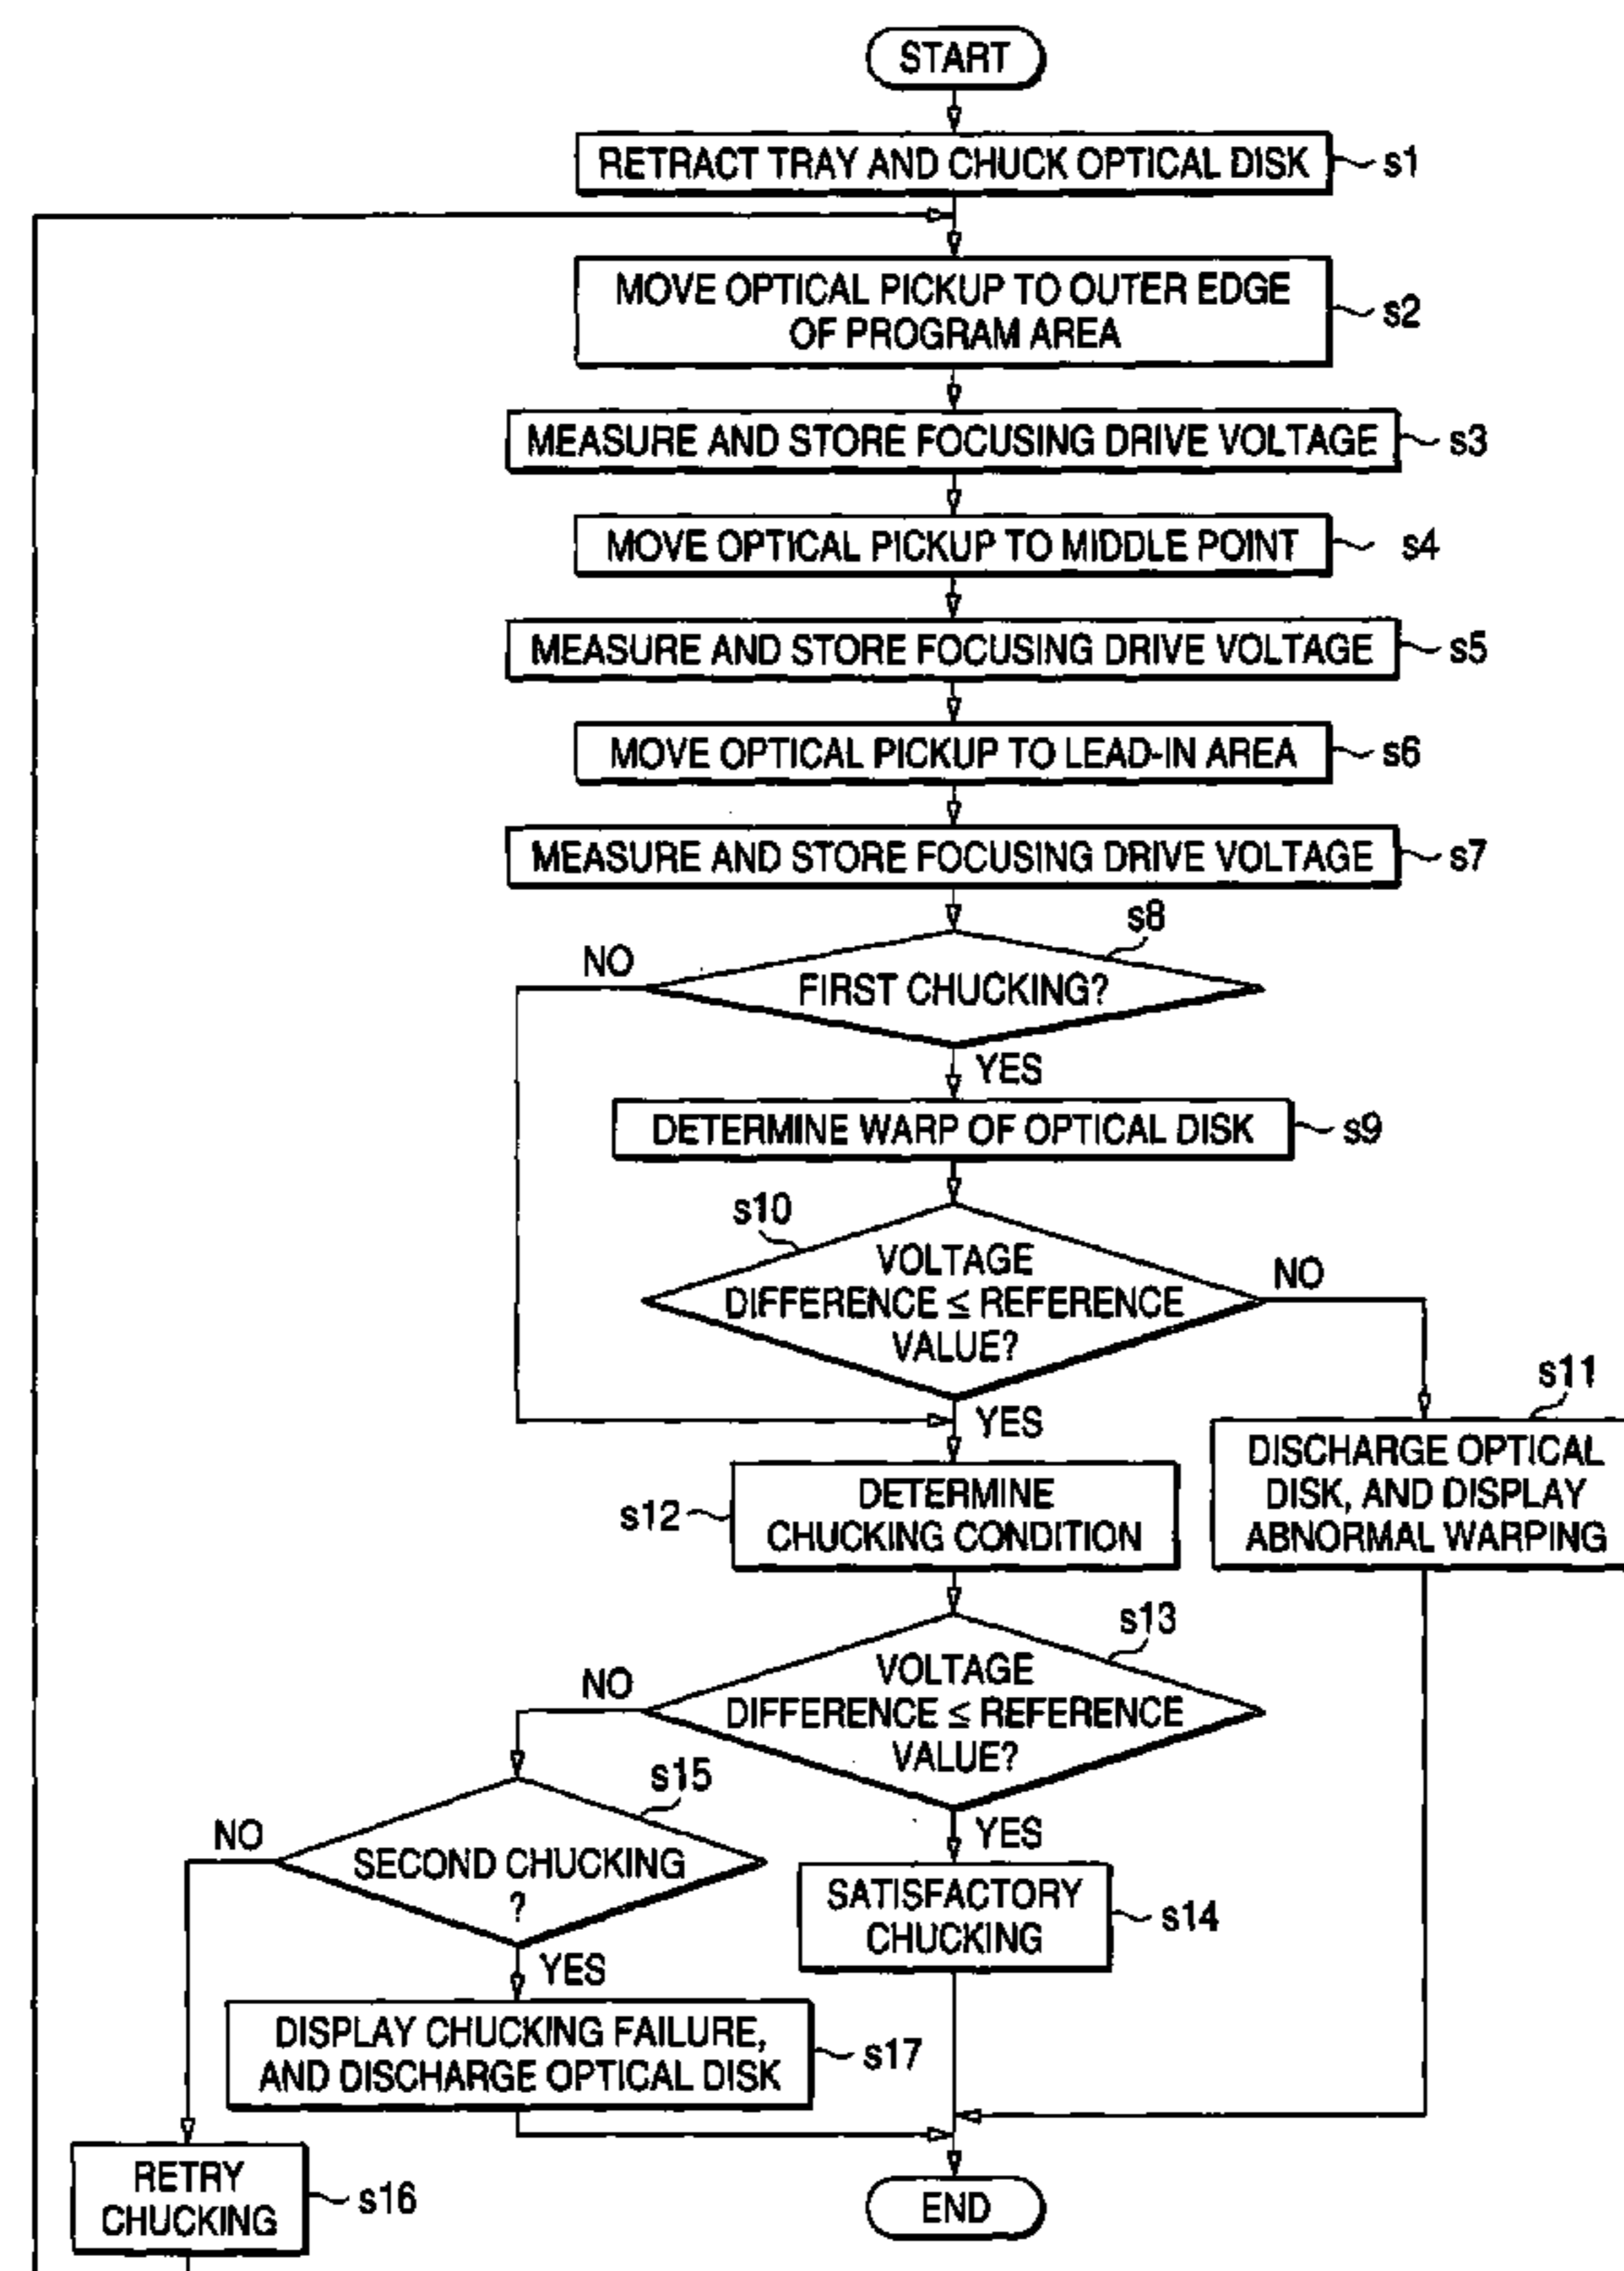 START
RETRACT TRAY AND CHUCK OPTICAL DISK
s1
MOVE OPTICAL PICKUP TO OUTER EDGE
OF PROGRAM AREA
s2
MEASURE AND STORE FOCUSING DRIVE VOLTAGE
s3
MOVE OPTICAL PICKUP TO MIDDLE POINT
s4
MEASURE AND STORE FOCUSING DRIVE VOLTAGE
s5
MOVE OPTICAL PICKUP TO LEAD-IN AREA
s6
MEASURE AND STORE FOCUSING DRIVE VOLTAGE
s7
s8
NO
FIRST CHUCKING?
YES
DETERMINE WARP OF OPTICAL DISK
s9
s10
VOLTAGE
DIFFERENCE ≤ REFERENCE
VALUE?
NO
YES
s11
DISCHARGE OPTICAL
DISK, AND DISPLAY
ABNORMAL WARPING
s12
DETERMINE
CHUCKING CONDITION
s13
NO
VOLTAGE
DIFFERENCE ≤ REFERENCE
VALUE?
YES
s15
NO
SECOND CHUCKING
?
YES
SATISFACTORY
CHUCKING
s14
DISPLAY CHUCKING FAILURE,
AND DISCHARGE OPTICAL DISK
s17
RETRY
CHUCKING
s16
END